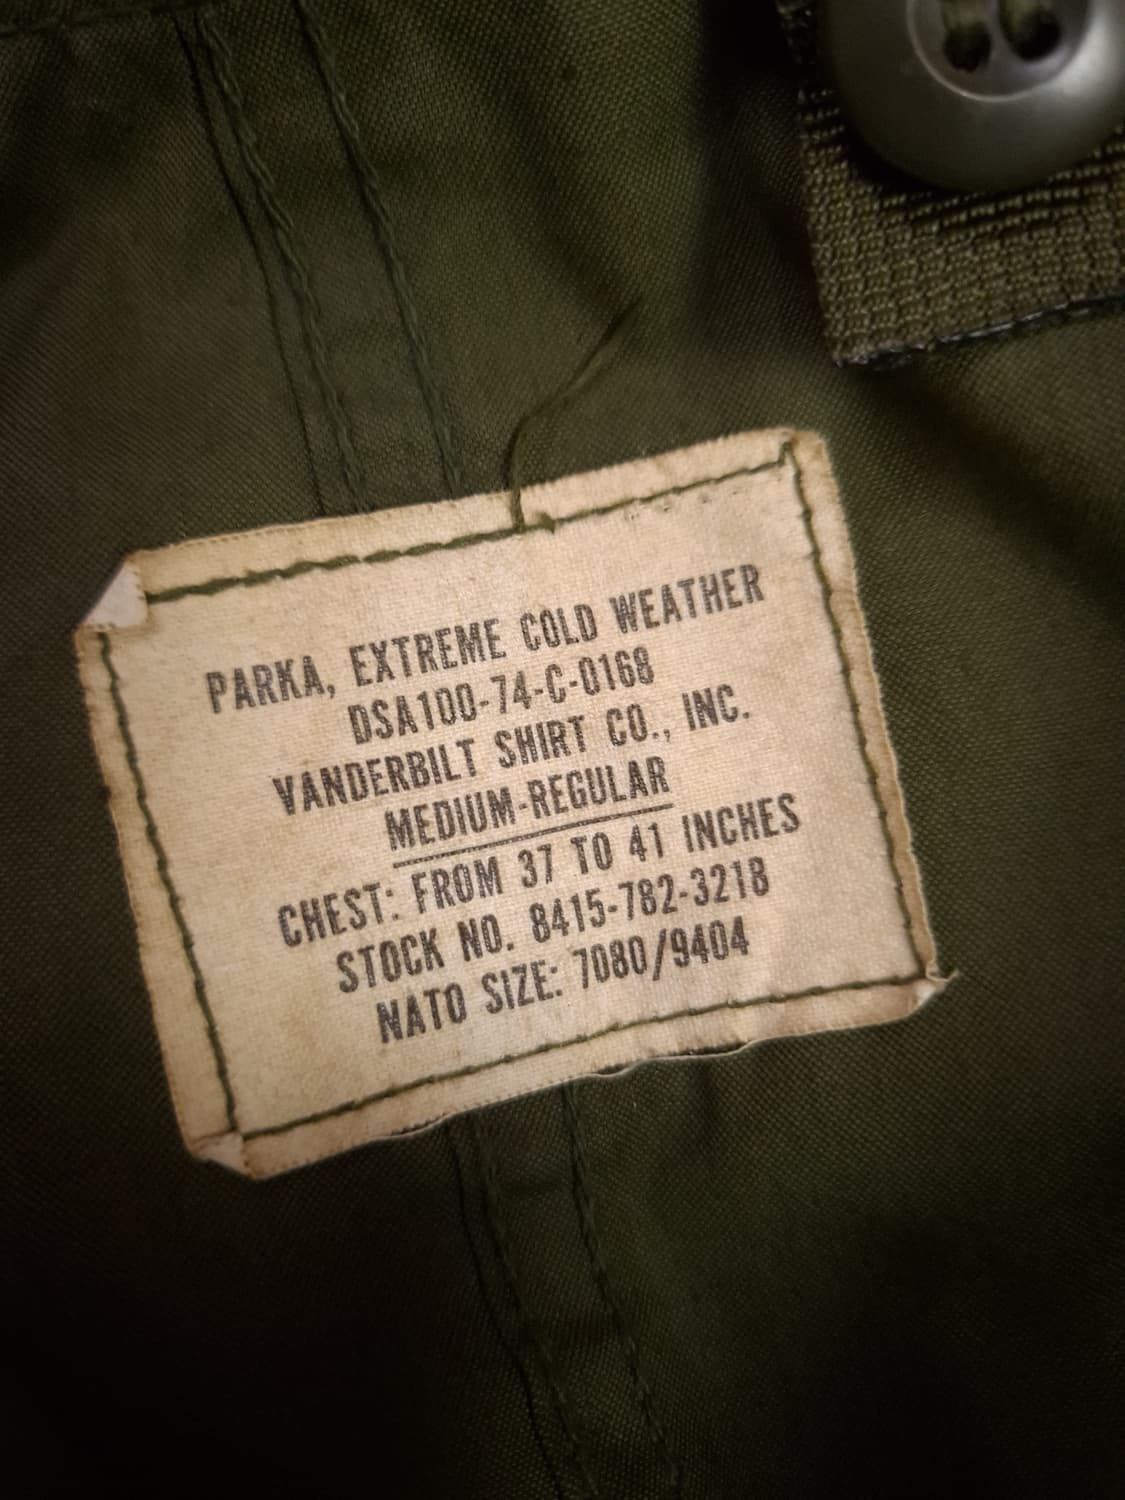 PARKA, EXTREME COLD WEATHER
DSA100-74-C-0168
VANDERBILT SHIRT CO., INC.
MEDIUM-REGULAR
CHEST: FROM 37 TO 41 INCHES
STOCK NO. 8415-782-3218
NATO SIZE: 7080/9404